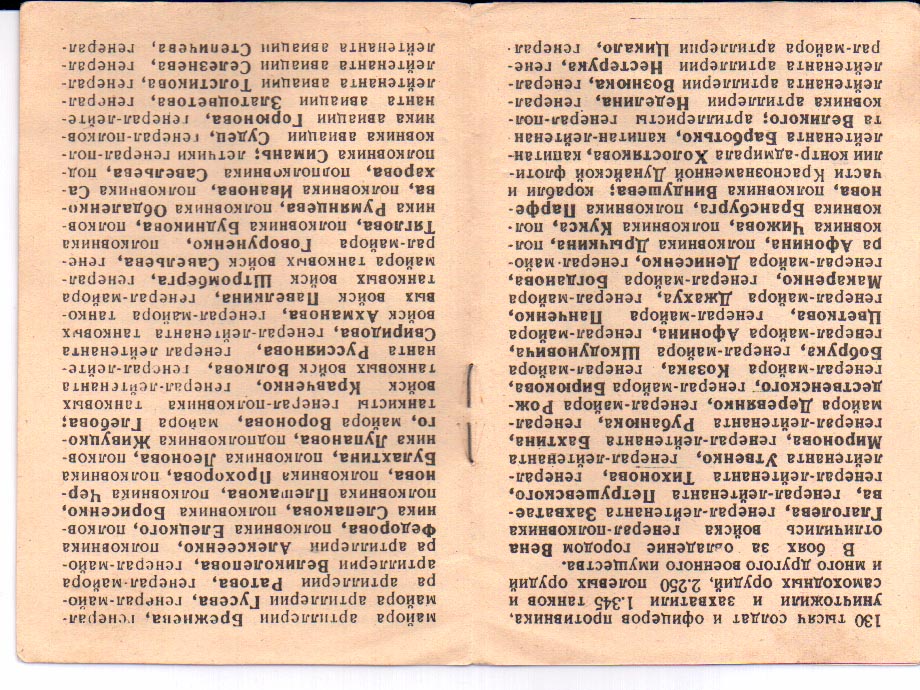 130 тысяч солдат и офицеров противника,
уничтожили и захватили 1.345 танков и
самоходных орудий, 2.250 полевых орудий
и много другого военного имущества.
В боях за овладение городом Вена
отличились войска генерал-полковника
Глаголева, генерал-лейтенанта Захватае-
ва, генерал-лейтенанта Петрушевского,
генерал-лейтенанта Тихонова, генерал-
лейтенанта Утвенко, генерал-лейтенанта
Миронова, генерал-лейтенанта Бахтина,
генерал-лейтенанта Рубанюка, генерал-
майора Деревянко, генерал-майора Рож-
дественского, генерал-майора Бирюкова,
генерал-майора Козака, генерал-майора
Бобрука, генерал-майора Шкодуновича,
генерал-майора Афонина, генерал-майора
Цветкова, генерал-майора Панченко,
генерал-майора Джахуа, генерал-майора
Макаренко, генерал-майора Богданова,
генерал-майора Денисенко, генерал-майо-
ра Афонина, полковника Дрычкина, пол-
ковника Чижова, полковника Кукса, пол-
ковника Брансбурга, полковника Парфе-
нова, полковника Виндушева; корабли и
части Краснознаменной Дунайской флоти-
лии контр-адмирала Холостякова, капитан-
лейтенанта Барботько, капитан-лейтенан-
та Великого; артиллеристы генерал-пол-
ковника артиллерии Неделина, генерал-
лейтенанта артиллерии Вознюка, генерал-
лейтенанта артиллерии Нестерука, гене-
рал-майора артиллерии Цикало, генерал-
майора артиллерии Брежнева, генерал-
майора артиллерии Гусева, генерал-майо-
ра артиллерии Ратова, генерал-майора
артиллерии Великолепова, генерал-майо-
ра артиллерии Алексеенко, полковника
Федорова, полковника Елецкого, полков-
ника Слепакова, полковника Борисенко,
полковника Плешакова, полковника Чер-
нова, полковника Прохорова, полковника
Булахтина, полковника Леонова, полков-
ника Лупанова, подполковника Живуцко-
го, майора Воронова, майора Глебова;
танкисты генерал-полковника танковых
войск Кравченко, генерал-лейтенанта
танковых войск Волкова, генерал-лейте-
нанта Руссиянова, генерал-лейтенанта
Свиридова, генерал-лейтенанта танковых
войск Ахманова, генерал-майора танко-
вых войск Павелкина, генерал-майора
танковых войск Штромберга, генерал-
майора танковых войск Савельева, гене-
рал-майора Говоруненко, полковника
Тяглова, полковника Будникова, полков-
ника Румянцева, полковника Обдаленко-
ва, полковника Иванова, полковника Са-
харова, подполковника Савельева, под-
полковника Симань; летчики генерал-пол-
ковника авиации Судец, генерал-полков-
ника авиации Горюнова, генерал-лейте-
нанта авиации Златоцветова, генерал-
лейтенанта авиации Толстикова, генерал-
лейтенанта авиации Селезнева, генерал-
лейтенанта авиации Степичева, генерал-